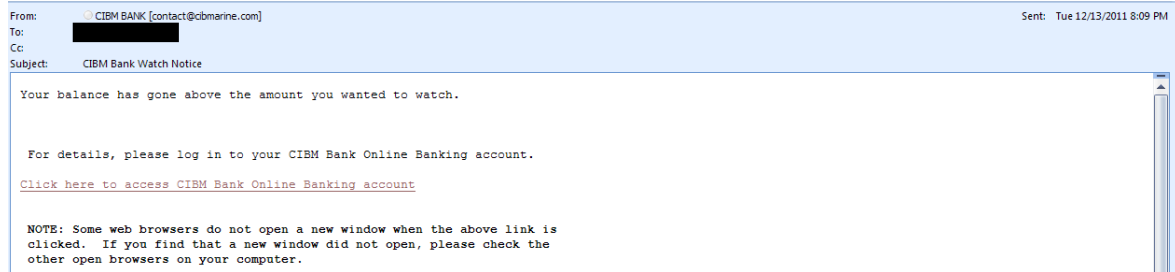 From: CIBM BANK [contact@cibmarine.com] Sent: Tue 12/13/2011 8:09 PM
To:
Cc:
Subject: CIBM Bank Watch Notice
Your balance has gone above the amount you wanted to watch.
For details, please log in to your CIBM Bank Online Banking account.
Click here to access CIBM Bank Online Banking account
NOTE: Some web browsers do not open a new window when the above link is
clicked. If you find that a new window did not open, please check the
other open browsers on your computer.